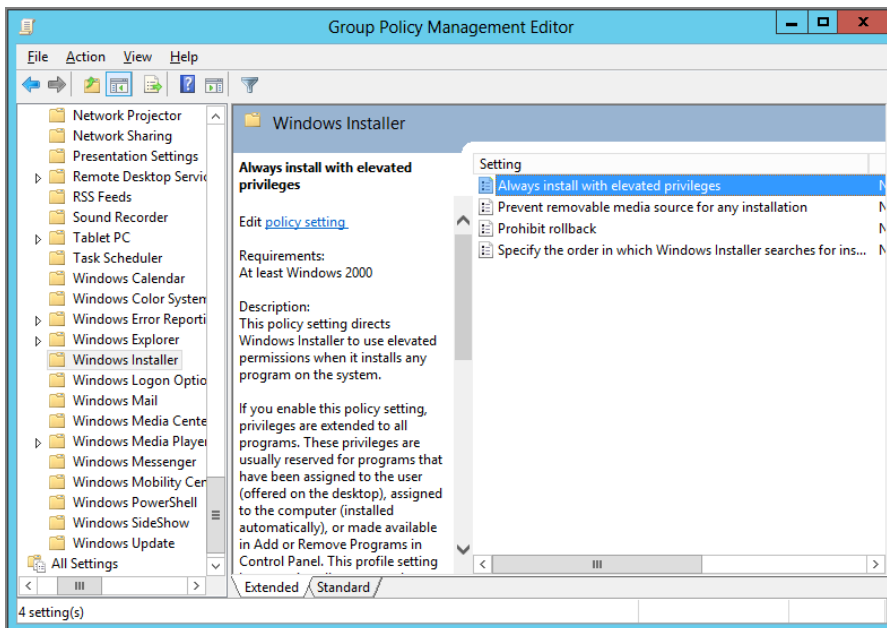 Group Policy Management Editor
File Action View Help
Network Projector
Network Sharing
Presentation Settings
Remote Desktop Servic
RSS Feeds
Sound Recorder
Tablet PC
Task Scheduler
Windows Calendar
Windows Color System
Windows Error Reporti
Windows Explorer
Windows Installer
Windows Logon Optio
Windows Mail
Windows Media Cente
Windows Media Player
Windows Messenger
Windows Mobility Cen
Windows PowerShell
Windows SideShow
Windows Update
All Settings
Windows Installer
Always install with elevated
privileges
Edit policy setting
Requirements:
At least Windows 2000
Description:
This policy setting directs
Windows Installer to use elevated
permissions when it installs any
program on the system.
If you enable this policy setting,
privileges are extended to all
programs. These privileges are
usually reserved for programs that
have been assigned to the user
(offered on the desktop), assigned
to the computer (installed
automatically), or made available
in Add or Remove Programs in
Control Panel. This profile setting
Setting
Always install with elevated privileges N
Prevent removable media source for any installation N
Prohibit rollback N
Specify the order in which Windows Installer searches for ins... N
Extended Standard
4 setting(s)